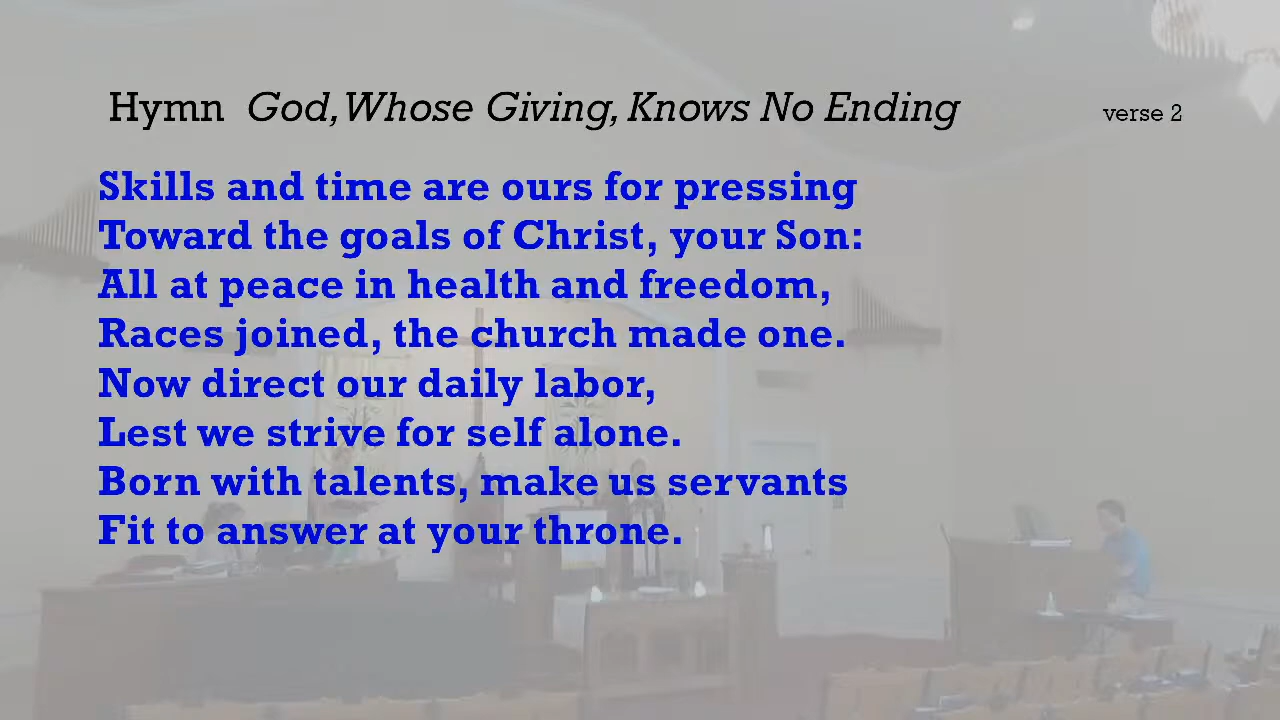 Hymn God, Whose Giving, Knows No Ending verse 2
Skills and time are ours for pressing
Toward the goals of Christ, your Son:
All at peace in health and freedom,
Races joined, the church made one.
Now direct our daily labor,
Lest we strive for self alone.
Born with talents, make us servants
Fit to answer at your throne.